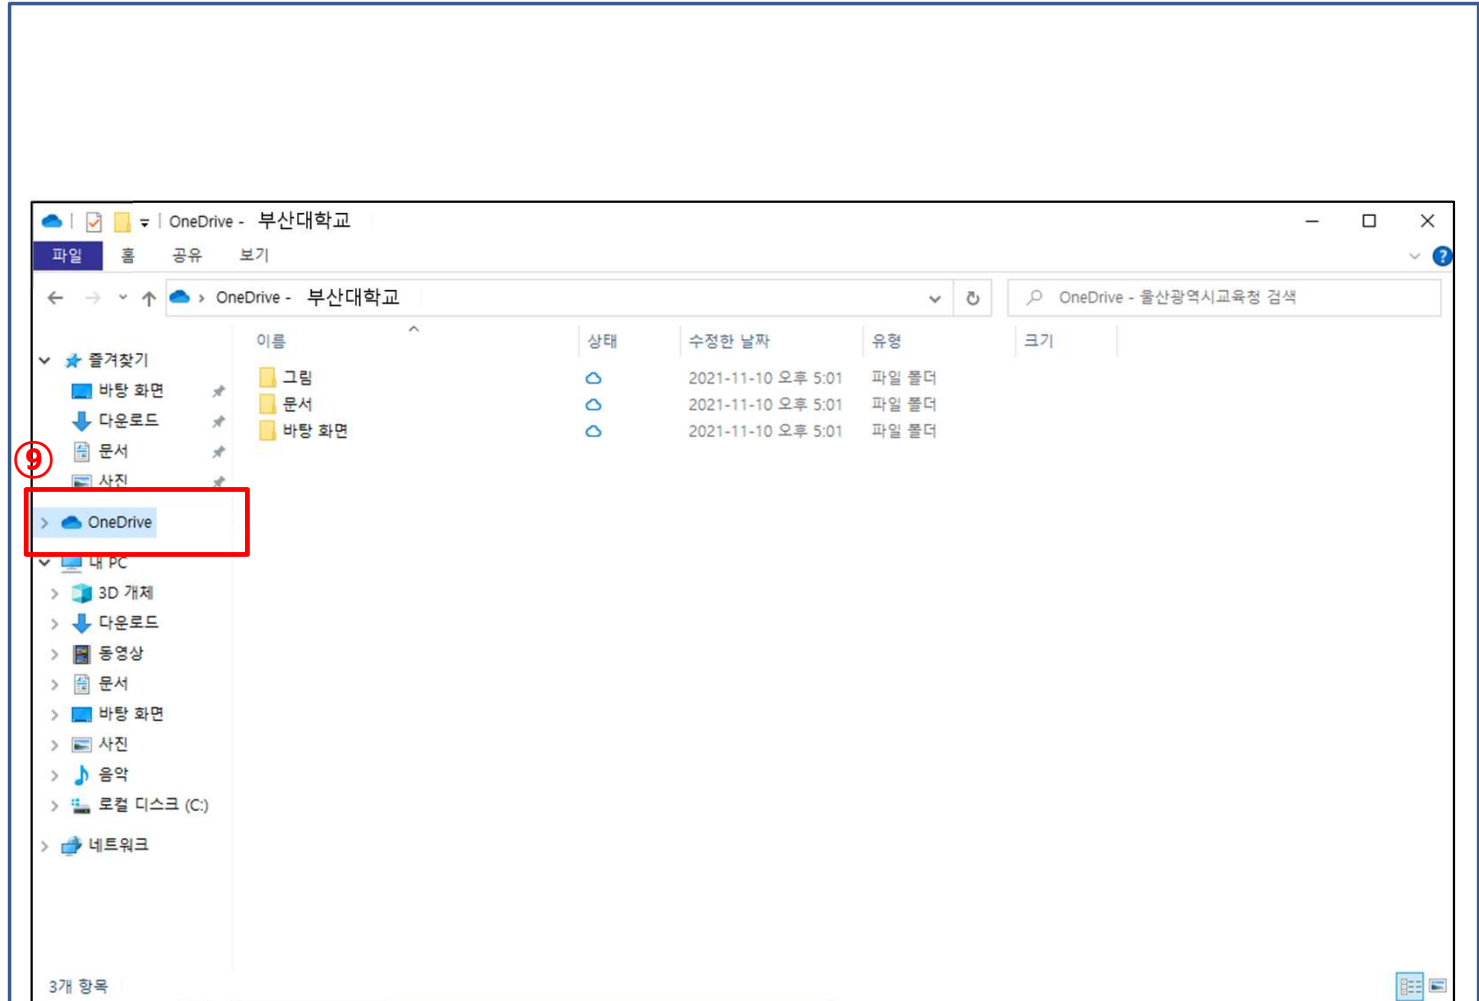 OneDrive - 부산대학교
파일 홈 공유 보기
OneDrive - 부산대학교
OneDrive - 울산광역시교육청 검색
이름 상태 수정한 날짜 유형 크기
그림 2021-11-10 오후 5:01 파일 폴더
문서 2021-11-10 오후 5:01 파일 폴더
바탕 화면 2021-11-10 오후 5:01 파일 폴더
즐겨찾기
바탕 화면
다운로드
문서
⑨
사진
OneDrive
내 PC
3D 개체
다운로드
동영상
문서
바탕 화면
사진
음악
로컬 디스크 (C:)
네트워크
3개 항목